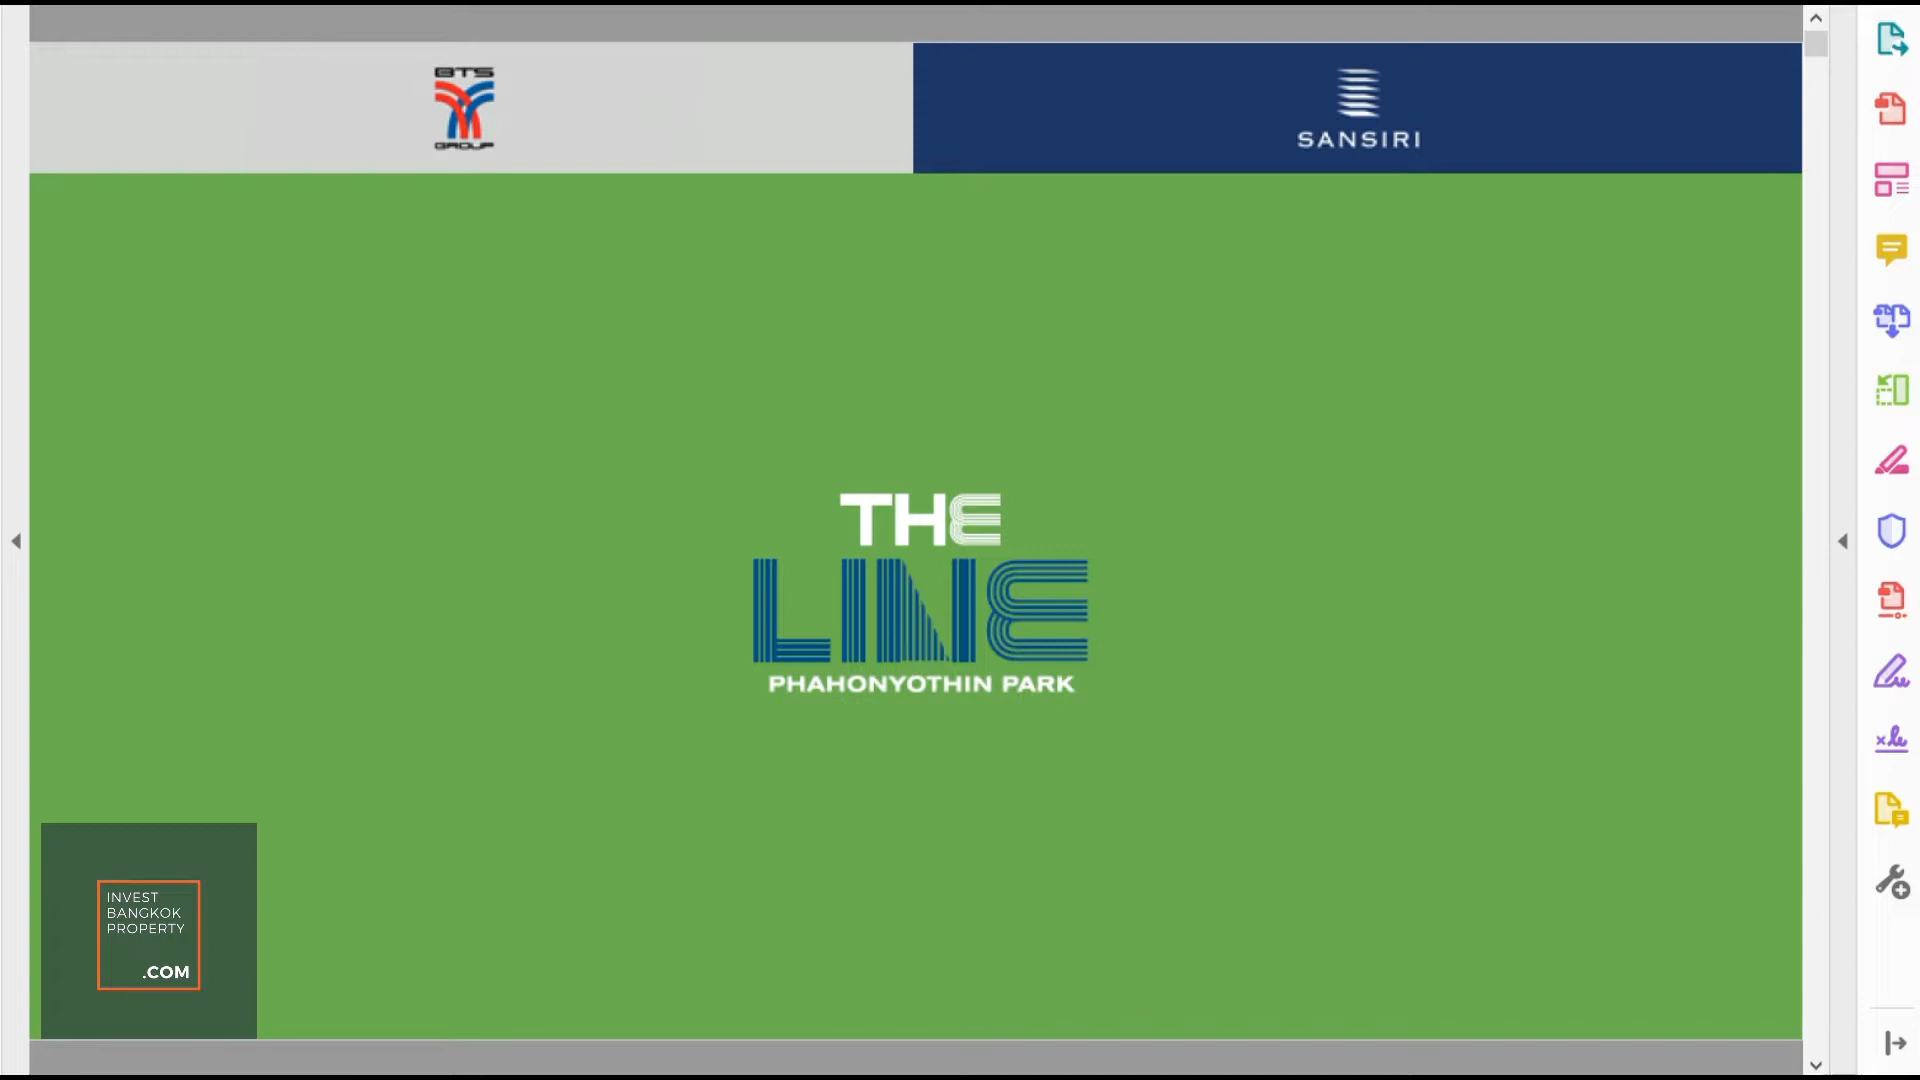 BTS
GROUP
SANSIRI
THE
LINE
PHAHONYOTHIN PARK
INVEST
BANGKOK
PROPERTY
.COM